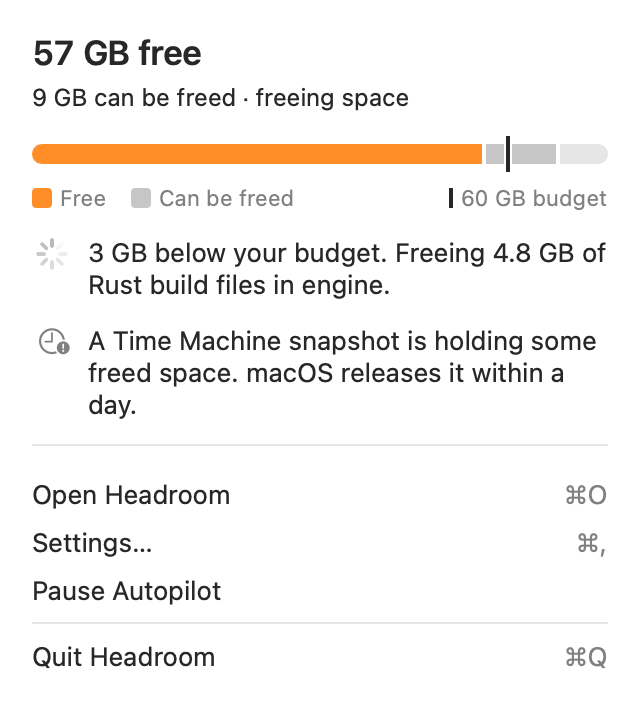 57 GB free
9 GB can be freed · freeing space
Free
Can be freed
60 GB budget
3 GB below your budget. Freeing 4.8 GB of
Rust build files in engine.
A Time Machine snapshot is holding some
freed space. macOS releases it within a
day.
Open Headroom ⌘O
Settings... ⌘,
Pause Autopilot
Quit Headroom ⌘Q